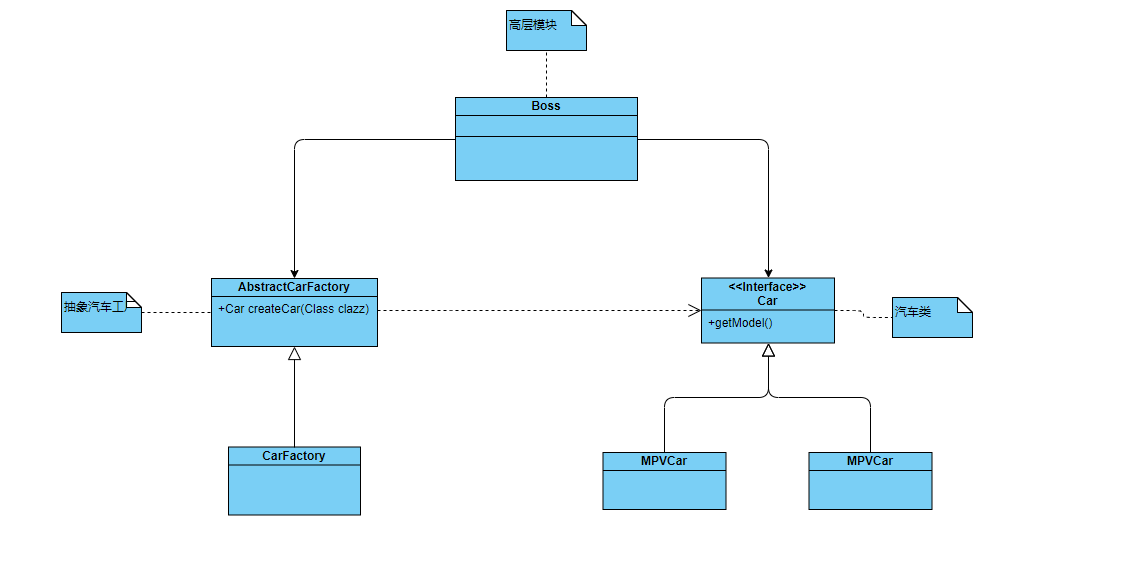 高层模块
Boss
AbstractCarFactory
+Car createCar(Class clazz)
抽象汽车工
<<Interface>>
Car
+getModel()
汽车类
CarFactory
MPVCar
MPVCar